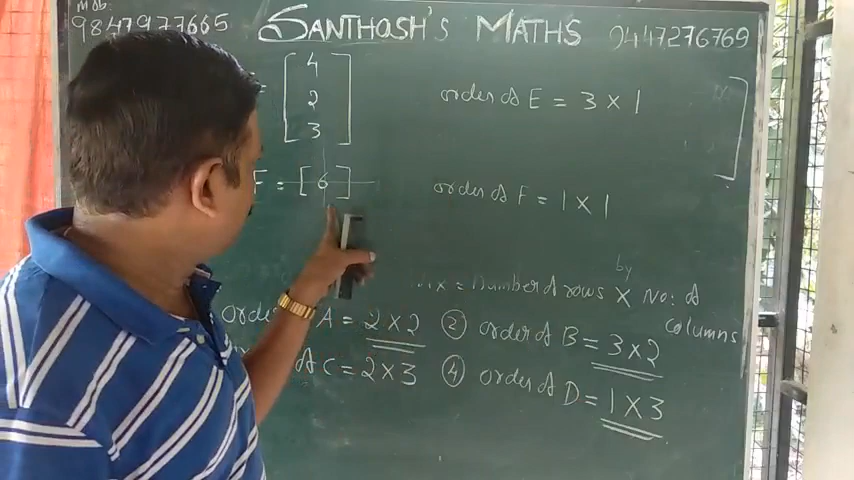 Mob:
9847977665 SANTHOSH'S MATHS 9447276769
= [ 4
2
3 ] order of E = 3 × 1
F = [ 6 ] order of F = 1 × 1
by
= Number of rows × No: of
columns
order A = 2 × 2 ② order of B = 3 × 2
of C = 2 × 3 ④ order of D = 1 × 3